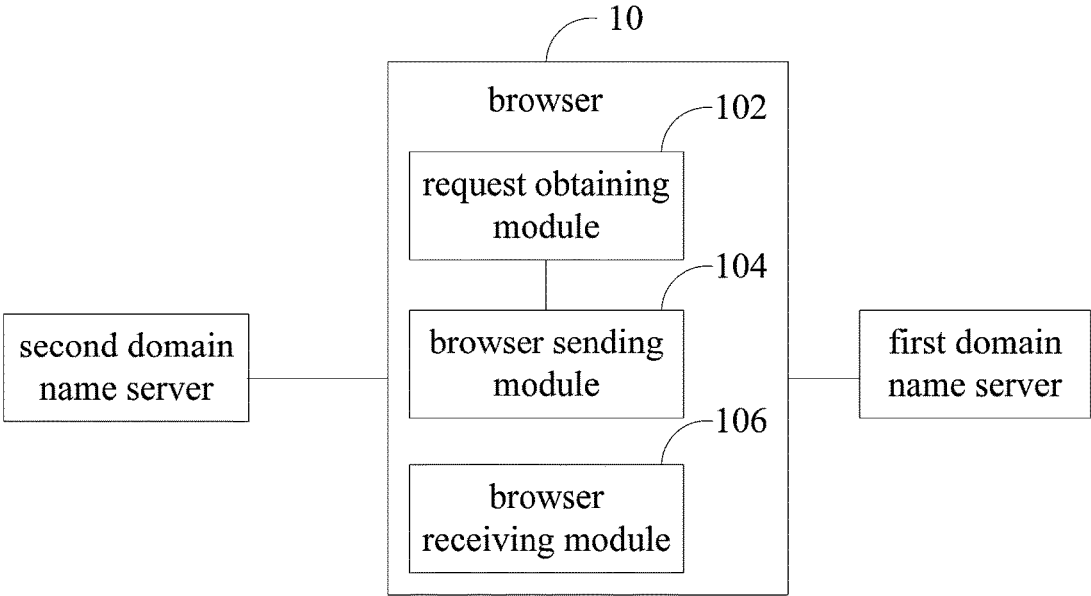 10
browser
102
request obtaining
module
104
second domain
name server
browser sending
module
first domain
name server
106
browser
receiving module